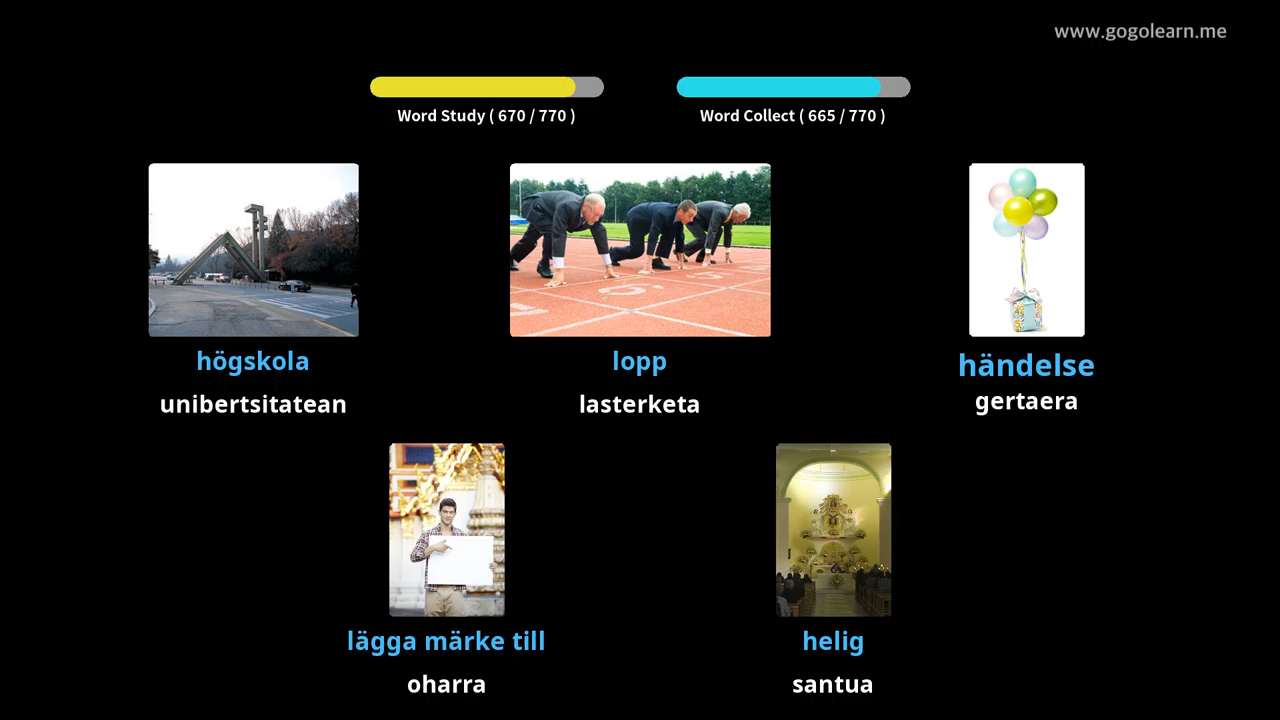 www.gogolearn.me
Word Study ( 670 / 770 )
Word Collect ( 665 / 770 )
högskola
unibertsitatean
lopp
lasterketa
händelse
gertaera
lägga märke till
oharra
helig
santua